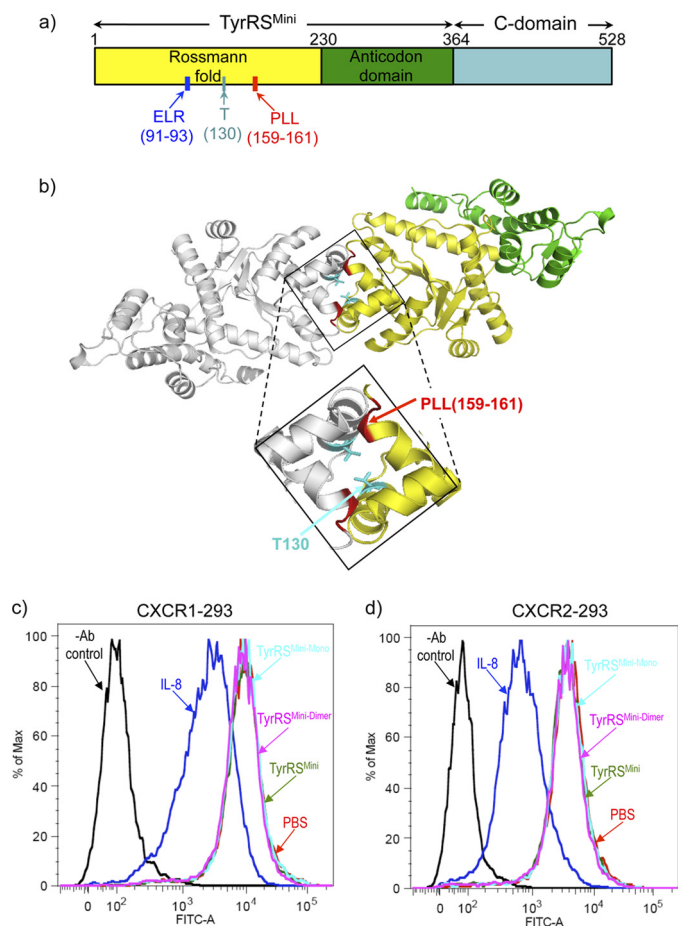 a)
TyrRS^Mini
C-domain
1
230
364
528
Rossmann
fold
Anticodon
domain
ELR
(91-93)
T
(130)
PLL
(159-161)
b)
PLL(159-161)
T130
c)
CXCR1-293
% of Max
100
80
60
40
20
0
-Ab
control
IL-8
TyrRS^Mini-Mono
TyrRS^Mini-Dimer
TyrRS^Mini
PBS
0 10^2 10^3 10^4 10^5
FITC-A
d)
CXCR2-293
% of Max
100
80
60
40
20
0
-Ab
control
IL-8
TyrRS^Mini-Mono
TyrRS^Mini-Dimer
TyrRS^Mini
PBS
0 10^2 10^3 10^4 10^5
FITC-A